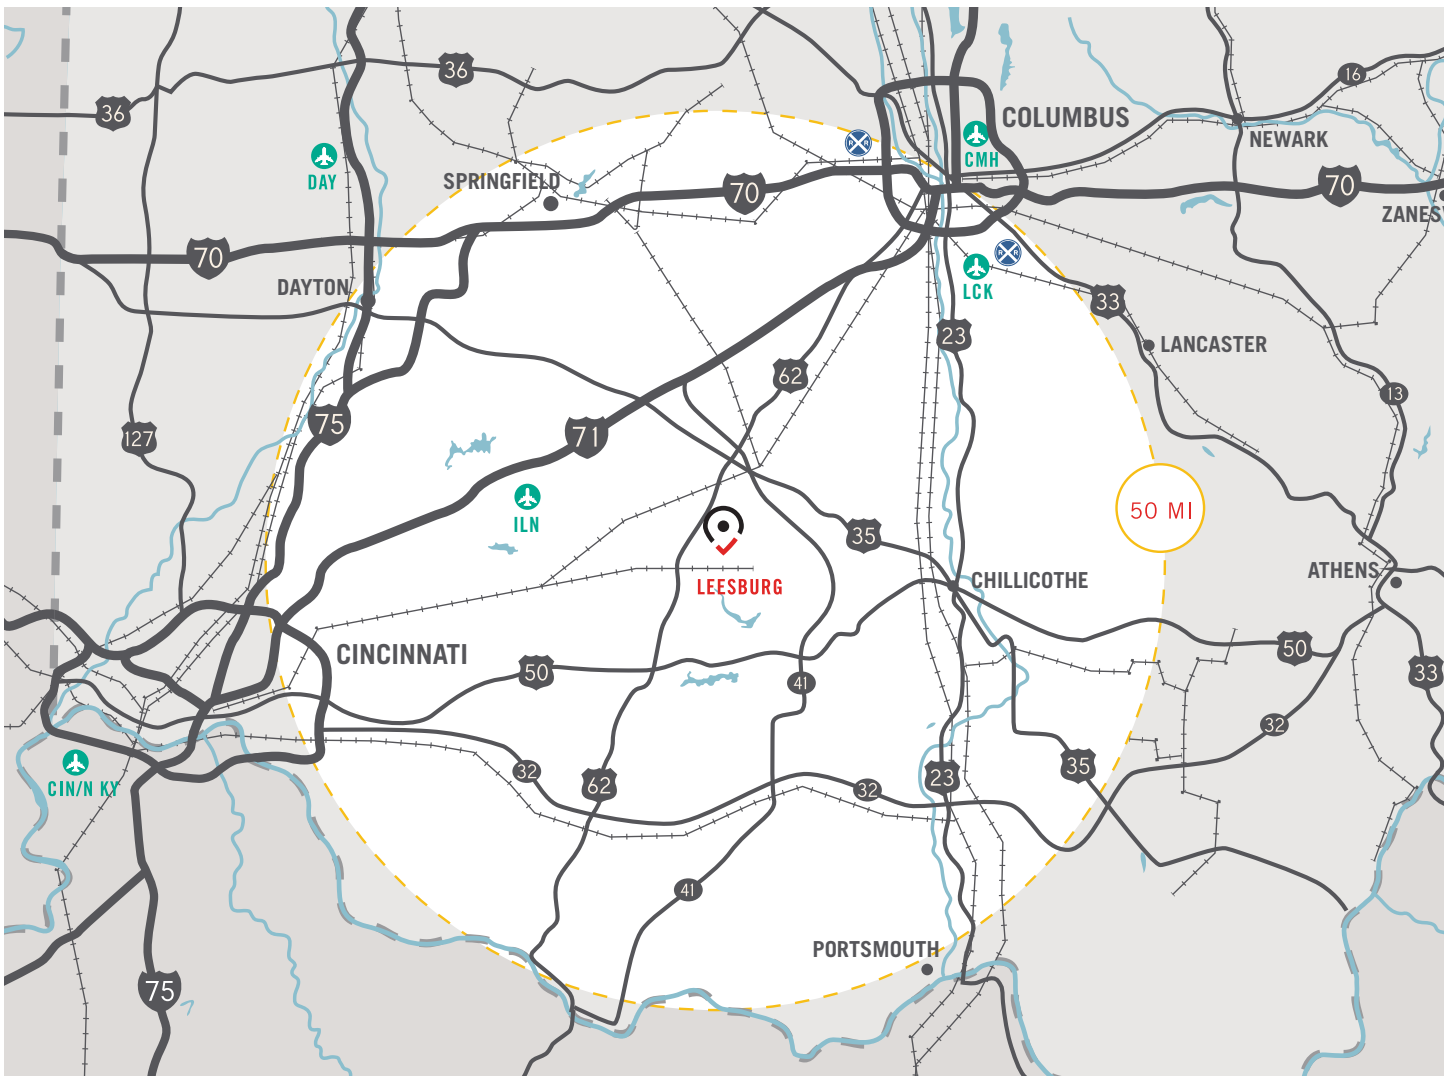 36
36
16
COLUMBUS
CMH
NEWARK
DAY
SPRINGFIELD
R R
70
70
ZANES
70
R R
LCK
DAYTON
33
23
LANCASTER
62
13
75
71
127
ILN
50 MI
35
LEESBURG
CHILLICOTHE
ATHENS
CINCINNATI
50
50
33
41
32
CIN/N KY
32
62
23
35
32
41
PORTSMOUTH
75